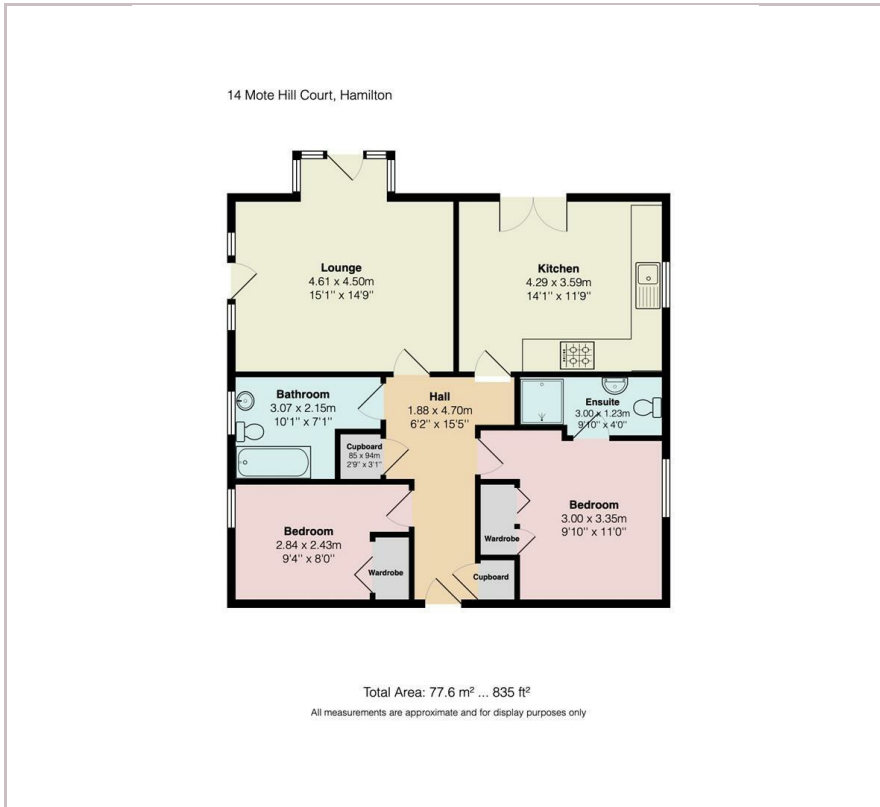 14 Mote Hill Court, Hamilton
Lounge
4.61 x 4.50m
15'1'' x 14'9''
Kitchen
4.29 x 3.59m
14'1'' x 11'9''
Bathroom
3.07 x 2.15m
10'1'' x 7'1''
Hall
1.88 x 4.70m
6'2'' x 15'5''
Ensuite
3.00 x 1.23m
9'10'' x 4'0''
Cupboard
85 x 94m
2'9'' x 3'1''
Bedroom
2.84 x 2.43m
9'4'' x 8'0''
Wardrobe
Bedroom
3.00 x 3.35m
9'10'' x 11'0''
Wardrobe
Cupboard
Total Area: 77.6 m² ... 835 ft²
All measurements are approximate and for display purposes only